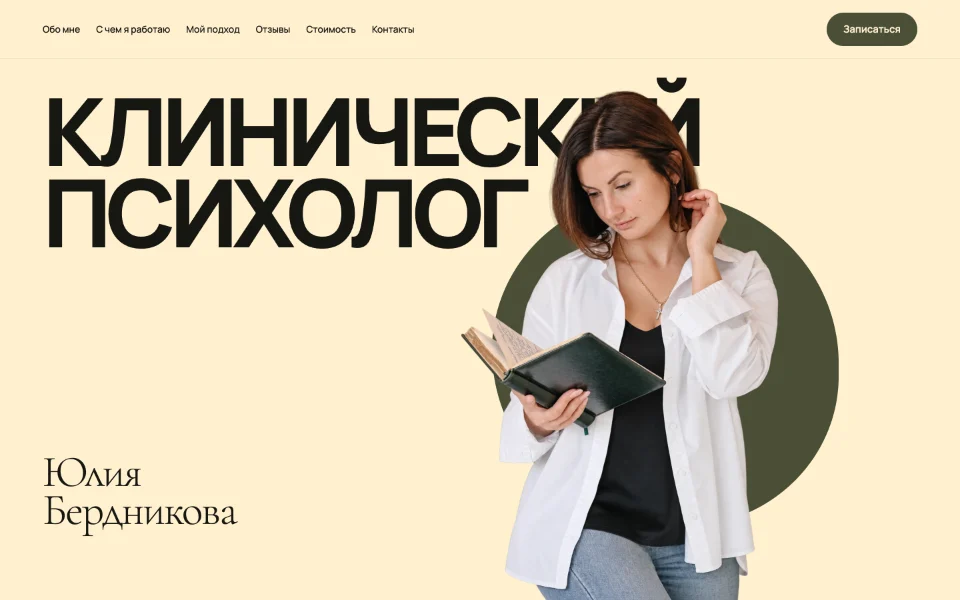 Обо мне С чем я работаю Мой подход Отзывы Стоимость Контакты Записаться
КЛИНИЧЕСКИЙ
ПСИХОЛОГ
Юлия
Бердникова